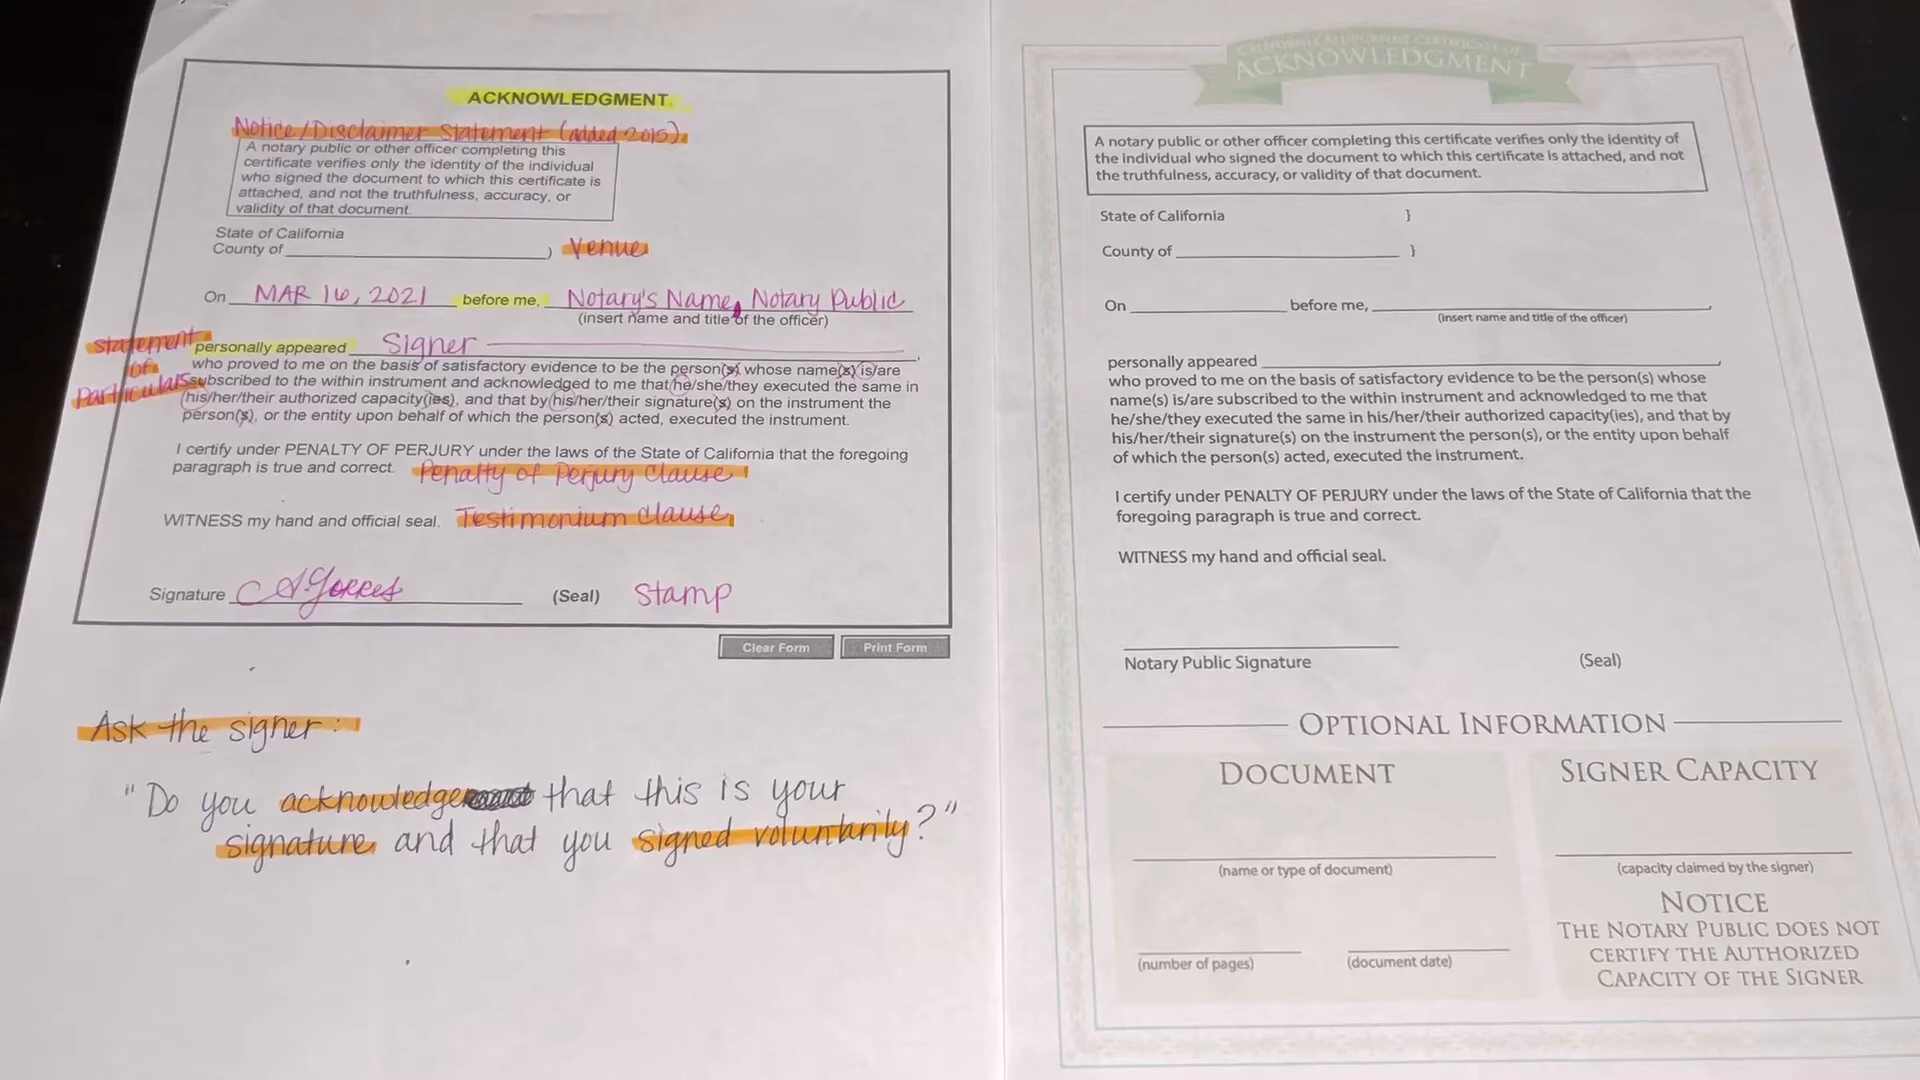 ACKNOWLEDGMENT
Notice/Disclaimer Statement (added 2015)
A notary public or other officer completing this
certificate verifies only the identity of the individual
who signed the document to which this certificate is
attached, and not the truthfulness, accuracy, or
validity of that document.
State of California
County of ) Venue
On MAR 16, 2021 before me, Notary's Name, Notary Public
(insert name and title of the officer)
statement of Particulars
personally appeared Signer ,
who proved to me on the basis of satisfactory evidence to be the person(s) whose name(s) is/are
subscribed to the within instrument and acknowledged to me that he/she/they executed the same in
his/her/their authorized capacity(ies), and that by his/her/their signature(s) on the instrument the
person(s), or the entity upon behalf of which the person(s) acted, executed the instrument.
I certify under PENALTY OF PERJURY under the laws of the State of California that the foregoing
paragraph is true and correct. Penalty of Perjury Clause
WITNESS my hand and official seal. Testimonium Clause
Signature (Seal) Stamp
Clear Form Print Form
Ask the signer:
"Do you acknowledge that this is your
signature and that you signed voluntarily?"
CALIFORNIA ALL-PURPOSE CERTIFICATE OF
ACKNOWLEDGMENT
A notary public or other officer completing this certificate verifies only the identity of
the individual who signed the document to which this certificate is attached, and not
the truthfulness, accuracy, or validity of that document.
State of California }
County of }
On before me, ,
(insert name and title of the officer)
personally appeared ,
who proved to me on the basis of satisfactory evidence to be the person(s) whose
name(s) is/are subscribed to the within instrument and acknowledged to me that
he/she/they executed the same in his/her/their authorized capacity(ies), and that by
his/her/their signature(s) on the instrument the person(s), or the entity upon behalf
of which the person(s) acted, executed the instrument.
I certify under PENALTY OF PERJURY under the laws of the State of California that the
foregoing paragraph is true and correct.
WITNESS my hand and official seal.
Notary Public Signature (Seal)
OPTIONAL INFORMATION
DOCUMENT
(name or type of document)
(number of pages) (document date)
SIGNER CAPACITY
(capacity claimed by the signer)
NOTICE
THE NOTARY PUBLIC DOES NOT
CERTIFY THE AUTHORIZED
CAPACITY OF THE SIGNER